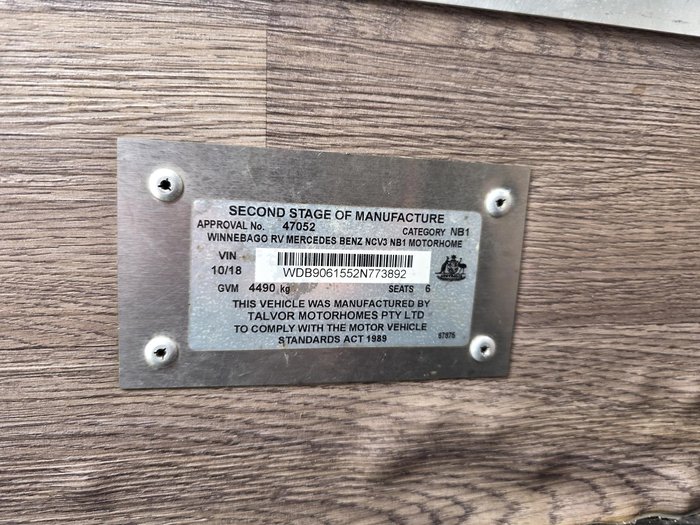 SECOND STAGE OF MANUFACTURE
APPROVAL No. 47052 CATEGORY NB1
WINNEBAGO RV MERCEDES BENZ NCV3 NB1 MOTORHOME
VIN
10/18 WDB9061552N773892
GVM 4490 kg SEATS 6
THIS VEHICLE WAS MANUFACTURED BY
TALVOR MOTORHOMES PTY LTD
TO COMPLY WITH THE MOTOR VEHICLE
STANDARDS ACT 1989 67875